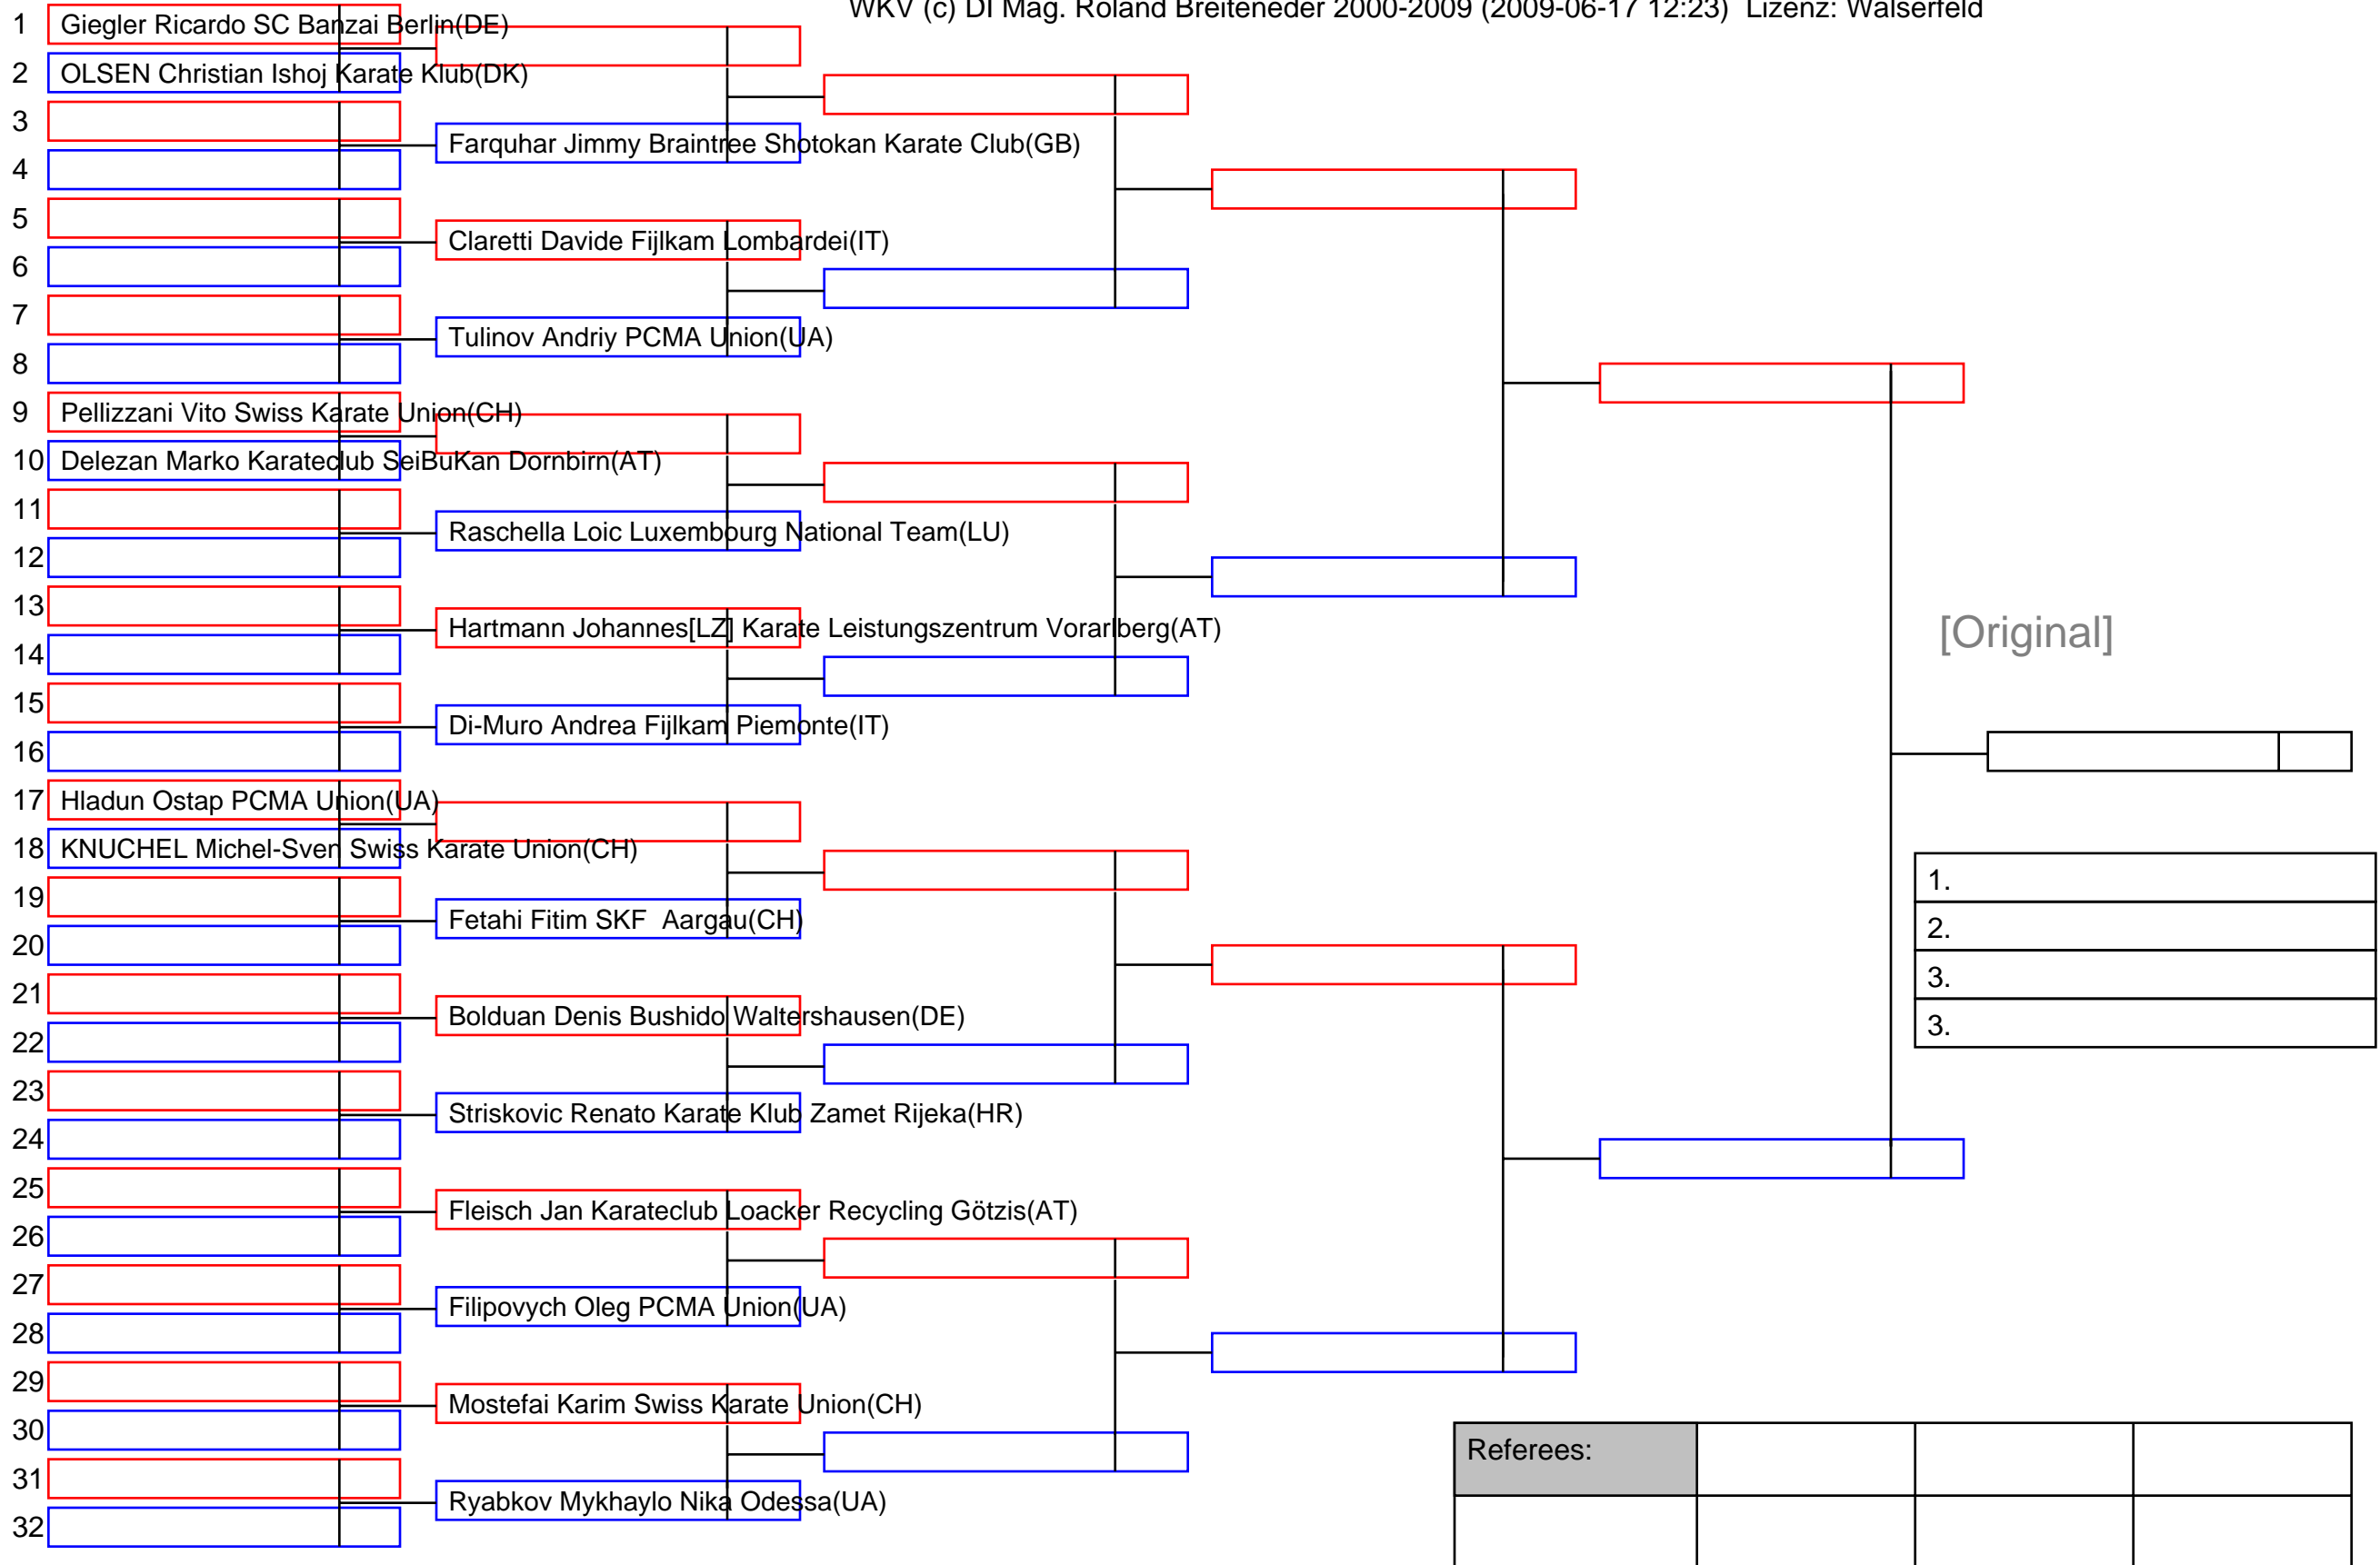 WKV (c) DI Mag. Roland Breiteneder 2000-2009 (2009-06-17 12:23)  Lizenz: Walserfeld
1 Giegler Ricardo SC Banzai Berlin(DE)
2 OLSEN Christian Ishoj Karate Klub(DK)
3
Farquhar Jimmy Braintree Shotokan Karate Club(GB)
4
5
Claretti Davide Fijlkam Lombardei(IT)
6
7
Tulinov Andriy PCMA Union(UA)
8
9 Pellizzani Vito Swiss Karate Union(CH)
10 Delezan Marko Karateclub SeiBuKan Dornbirn(AT)
11
Raschella Loic Luxembourg National Team(LU)
12
13
Hartmann Johannes[LZ] Karate Leistungszentrum Vorarlberg(AT)
[Original]
14
15
Di-Muro Andrea Fijlkam Piemonte(IT)
16
17 Hladun Ostap PCMA Union(UA)
18 KNUCHEL Michel-Sven Swiss Karate Union(CH)
1.
19
Fetahi Fitim SKF  Aargau(CH)
2.
20
3.
21
Bolduan Denis Bushido Waltershausen(DE)
3.
22
23
Striskovic Renato Karate Klub Zamet Rijeka(HR)
24
25
Fleisch Jan Karateclub Loacker Recycling Götzis(AT)
26
27
Filipovych Oleg PCMA Union(UA)
28
29
Mostefai Karim Swiss Karate Union(CH)
30
Referees:
31
Ryabkov Mykhaylo Nika Odessa(UA)
32